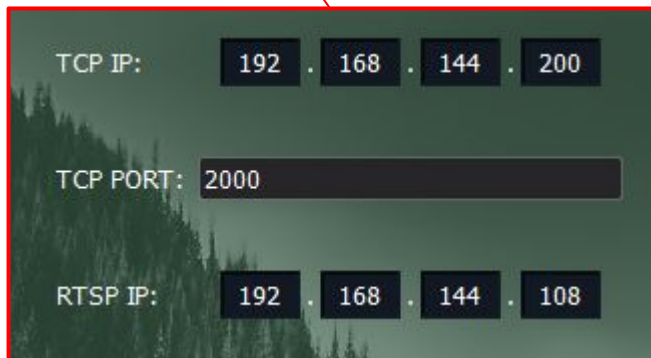 TCP IP: 192 . 168 . 144 . 200
TCP PORT: 2000
RTSP IP: 192 . 168 . 144 . 108